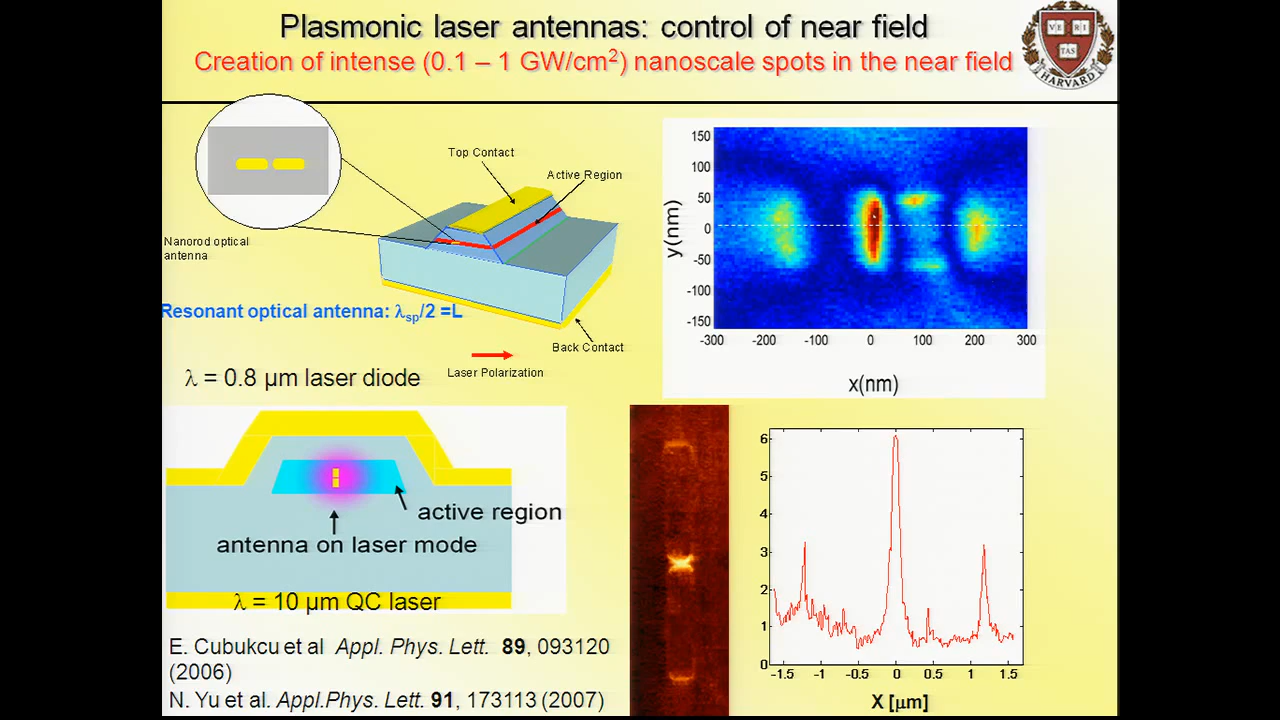 Plasmonic laser antennas: control of near field
Creation of intense (0.1 – 1 GW/cm2) nanoscale spots in the near field
VE RI
TAS
HARVARD
Top Contact
Active Region
Nanorod optical
antenna
Resonant optical antenna: λsp/2 =L
Back Contact
Laser Polarization
λ = 0.8 μm laser diode
150
100
50
0
-50
-100
-150
y(nm)
-300 -200 -100 0 100 200 300
x(nm)
active region
antenna on laser mode
λ = 10 μm QC laser
6
5
4
3
2
1
0
-1.5 -1 -0.5 0 0.5 1 1.5
X [μm]
E. Cubukcu et al Appl. Phys. Lett. 89, 093120
(2006)
N. Yu et al. Appl.Phys. Lett. 91, 173113 (2007)